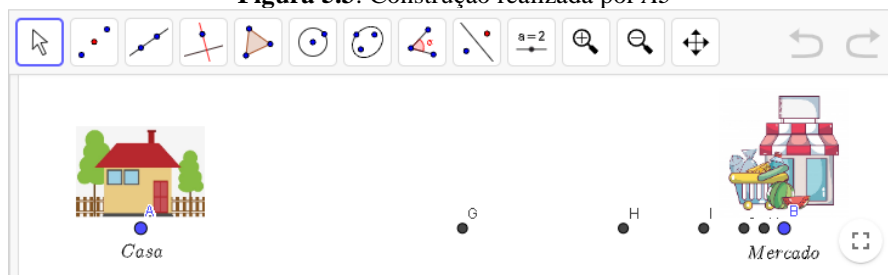 Figura 5.5: Construção realizada por A5
a=2
α
A
G
H
I
B
Casa
Mercado